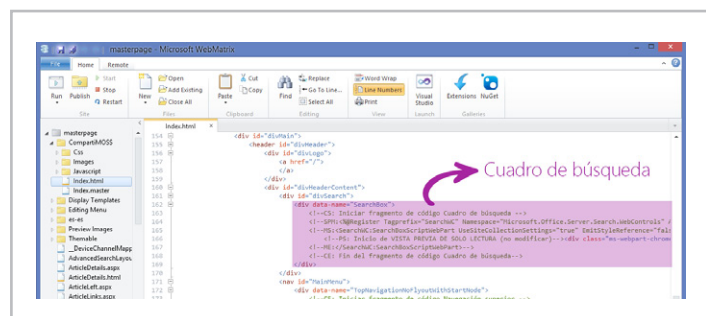 masterpage - Microsoft WebMatrix
File Home Remote
Run Publish Start Stop Restart
New Open Add Existing Close All
Paste Cut Copy
Find Replace Go To Line... Select All
Word Wrap Line Numbers Print
Visual Studio
Extensions NuGet
Site Files Clipboard Editing View Launch Galleries
masterpage
CompartiMOSS
Css
Images
Javascript
Index.html
Index.master
Display Templates
Editing Menu
es-es
Preview Images
Themable
__DeviceChannelMapp
AdvancedSearchLayou
ArticleDetails.aspx
ArticleDetails.html
ArticleLeft.aspx
ArticleLinks.aspx
Index.html x
154 <div id="divMain">
155 <header id="divHeader">
156 <div id="divLogo">
157 <a href="/">
158 </a>
159 </div>
160 <div id="divHeaderContent">
161 <div id="divSearch">
162 <div data-name="SearchBox">
163 <!--CS: Iniciar fragmento de código Cuadro de búsqueda -->
164 <!--SPM:<%@Register Tagprefix="SearchWC" Namespace="Microsoft.Office.Server.Search.WebControls"
165 <!--MS:<SearchWC:SearchBoxScriptWebPart UseSiteCollectionSettings="true" EmitStyleReference="fals
166 <!--PS: Inicio de VISTA PREVIA DE SOLO LECTURA (no modificar)--><div class="ms-webpart-chrome
167 <!--ME:</SearchWC:SearchBoxScriptWebPart>-->
168 <!--CE: Fin del fragmento de código Cuadro de búsqueda-->
169 </div>
170 </div>
171 <nav id="MainMenu">
172 <div data-name="TopNavigationNoFlyoutWithStartNode">
Cuadro de búsqueda